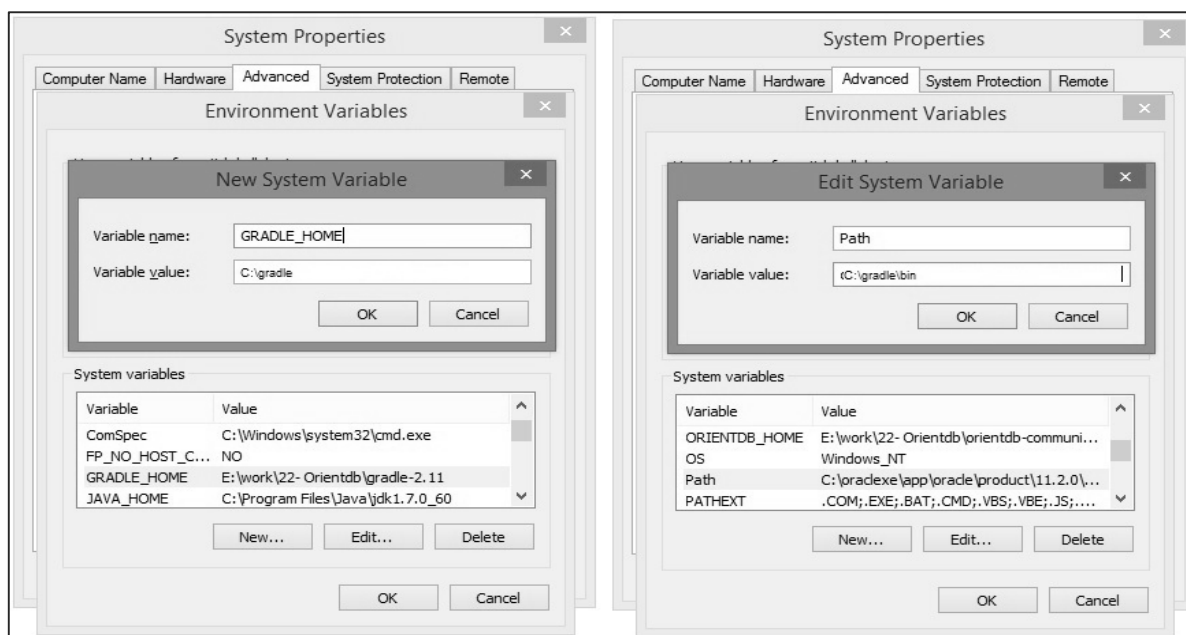 System Properties
Computer Name Hardware Advanced System Protection Remote
Environment Variables
New System Variable
Variable name: GRADLE_HOME
Variable value: C:\gradle
OK Cancel
System variables
Variable Value
ComSpec C:\Windows\system32\cmd.exe
FP_NO_HOST_C... NO
GRADLE_HOME E:\work\22- Orientdb\gradle-2.11
JAVA_HOME C:\Program Files\Java\jdk1.7.0_60
New... Edit... Delete
OK Cancel
System Properties
Computer Name Hardware Advanced System Protection Remote
Environment Variables
Edit System Variable
Variable name: Path
Variable value: C:\gradle\bin
OK Cancel
System variables
Variable Value
ORIENTDB_HOME E:\work\22- Orientdb\orientdb-communi...
OS Windows_NT
Path C:\oraclexe\app\oracle\product\11.2.0\...
PATHEXT .COM;.EXE;.BAT;.CMD;.VBS;.VBE;.JS;....
New... Edit... Delete
OK Cancel